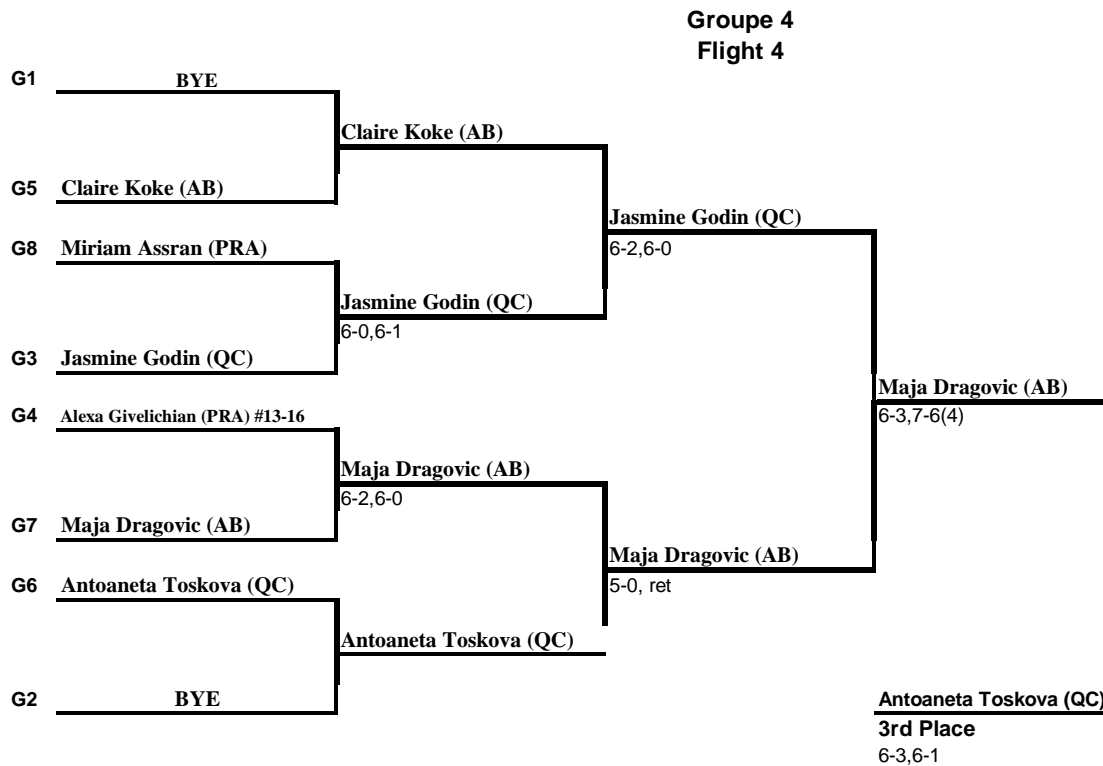 Groupe 4
Flight 4
G1 BYE
Claire Koke (AB)
G5 Claire Koke (AB)
Jasmine Godin (QC)
6-2,6-0
G8 Miriam Assran (PRA)
Jasmine Godin (QC)
6-0,6-1
G3 Jasmine Godin (QC)
Maja Dragovic (AB)
6-3,7-6(4)
G4 Alexa Givelichian (PRA) #13-16
Maja Dragovic (AB)
6-2,6-0
G7 Maja Dragovic (AB)
Maja Dragovic (AB)
5-0, ret
G6 Antoaneta Toskova (QC)
Antoaneta Toskova (QC)
G2 BYE
Antoaneta Toskova (QC)
3rd Place
6-3,6-1